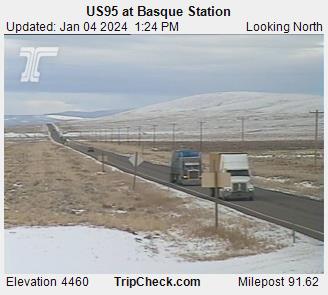 US95 at Basque Station
Updated: Jan 04 2024 1:24 PM Looking North
Elevation 4460 TripCheck.com Milepost 91.62